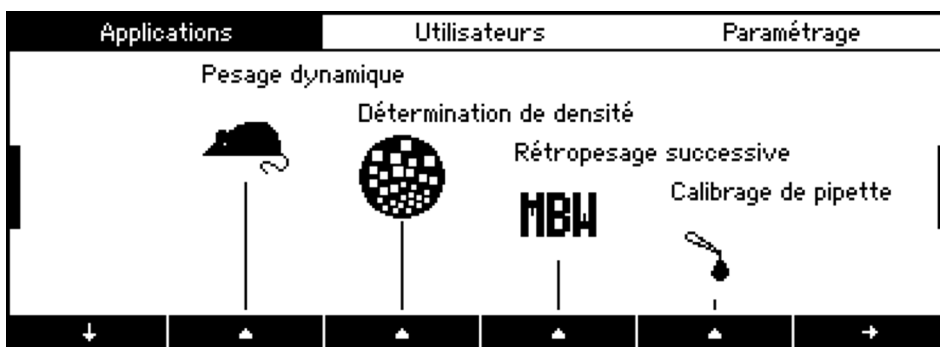 Applications Utilisateurs Paramétrage
Pesage dynamique
Détermination de densité
Rétropesage successive
MBW
Calibrage de pipette